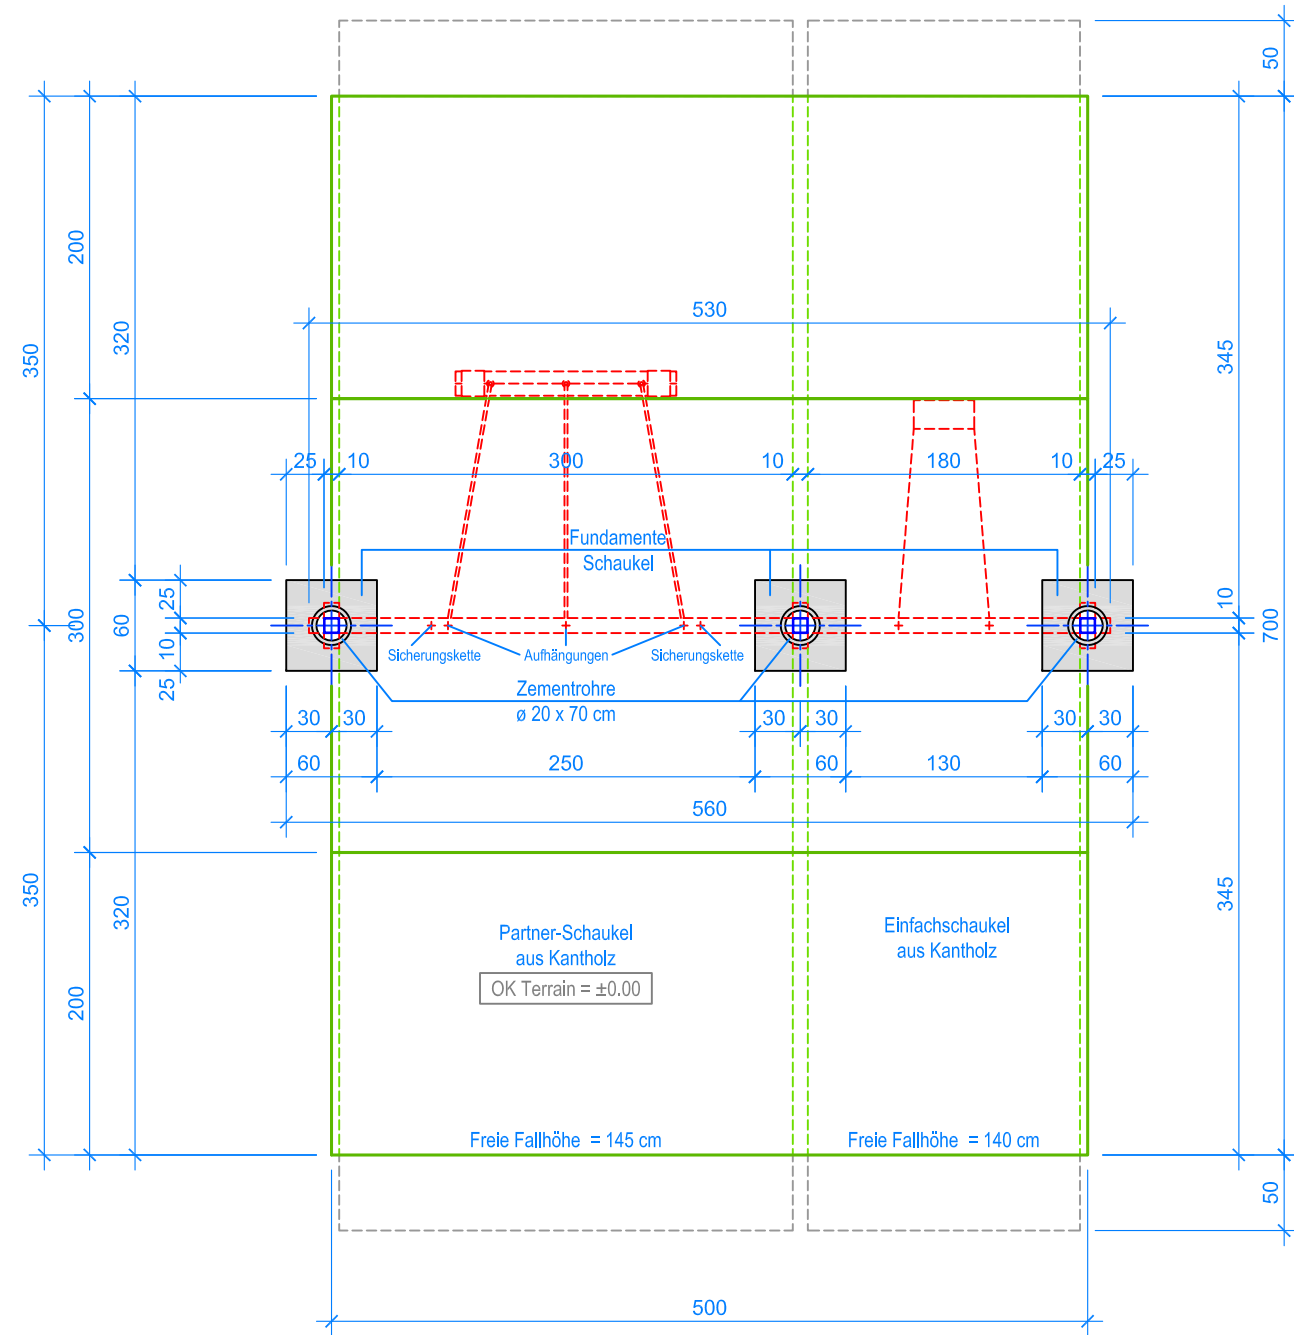 50
530
200
320
350
345
25
10
300
10
180
10
25
Fundamente
Schaukel
25
10
25
60
300
10
700
Sicherungskette
Aufhängungen
Sicherungskette
Zementrohre
ø 20 x 70 cm
30
30
30
30
30
30
60
250
60
130
60
560
350
320
200
345
Partner-Schaukel
aus Kantholz
OK Terrain = ±0.00
Einfachschaukel
aus Kantholz
Freie Fallhöhe = 145 cm
Freie Fallhöhe = 140 cm
50
500